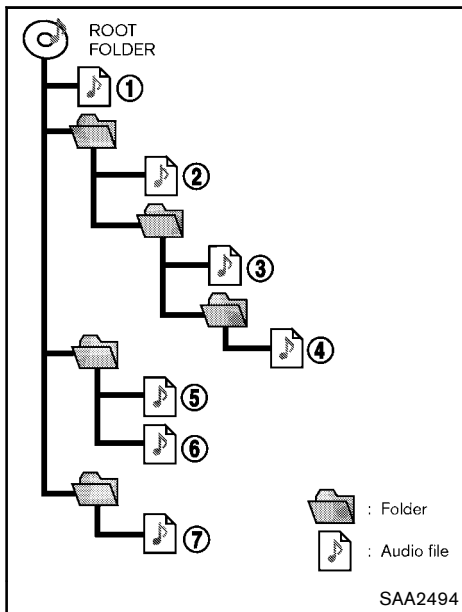 ROOT
FOLDER
①
②
③
④
⑤
⑥
⑦
: Folder
: Audio file
SAA2494